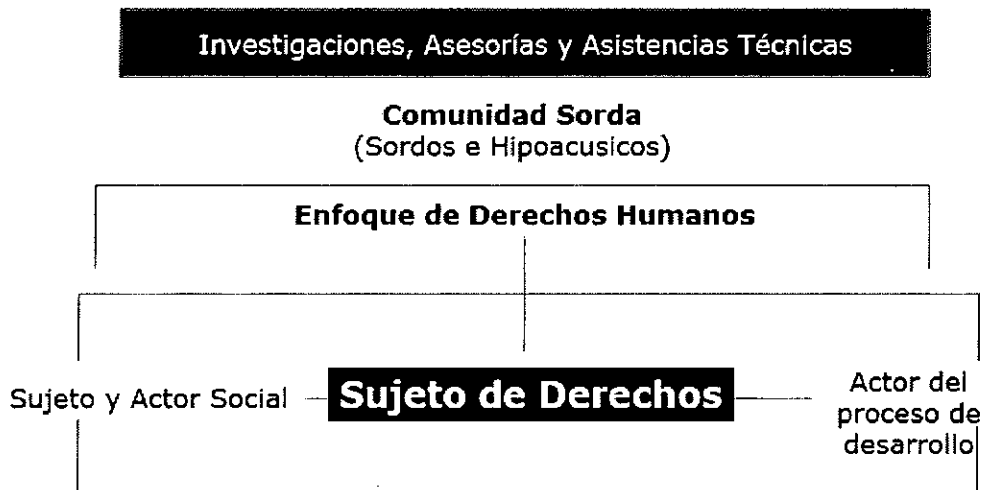 Investigaciones, Asesorías y Asistencias Técnicas
Comunidad Sorda
(Sordos e Hipoacusicos)
Enfoque de Derechos Humanos
Sujeto y Actor Social
Sujeto de Derechos
Actor del
proceso de
desarrollo